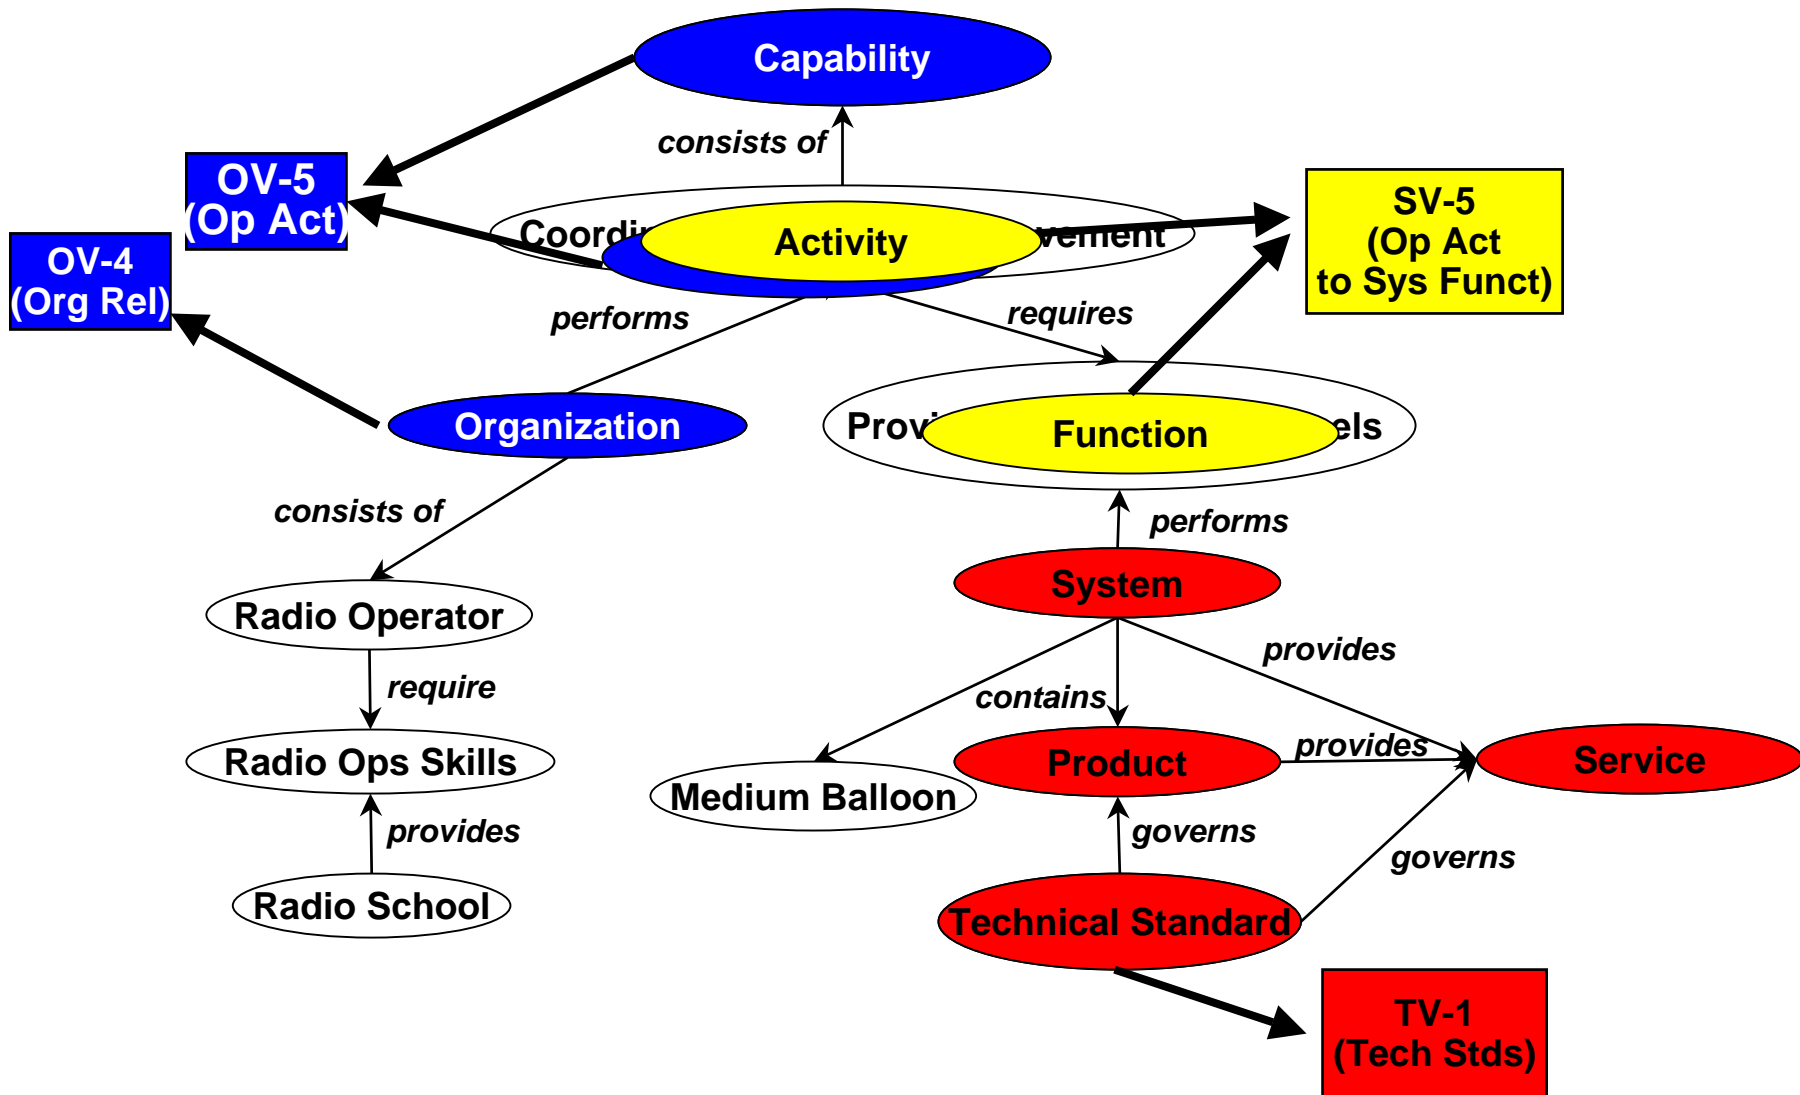 Capability
consists of
OV-5
(Op Act)
SV-5
(Op Act
to Sys Funct)
Activity
OV-4
(Org Rel)
performs
requires
Organization
Function
consists of
performs
System
Radio Operator
provides
require
contains
Radio Ops Skills
Product
provides
Service
Medium Balloon
provides
governs
governs
Radio School
Technical Standard
TV-1
(Tech Stds)